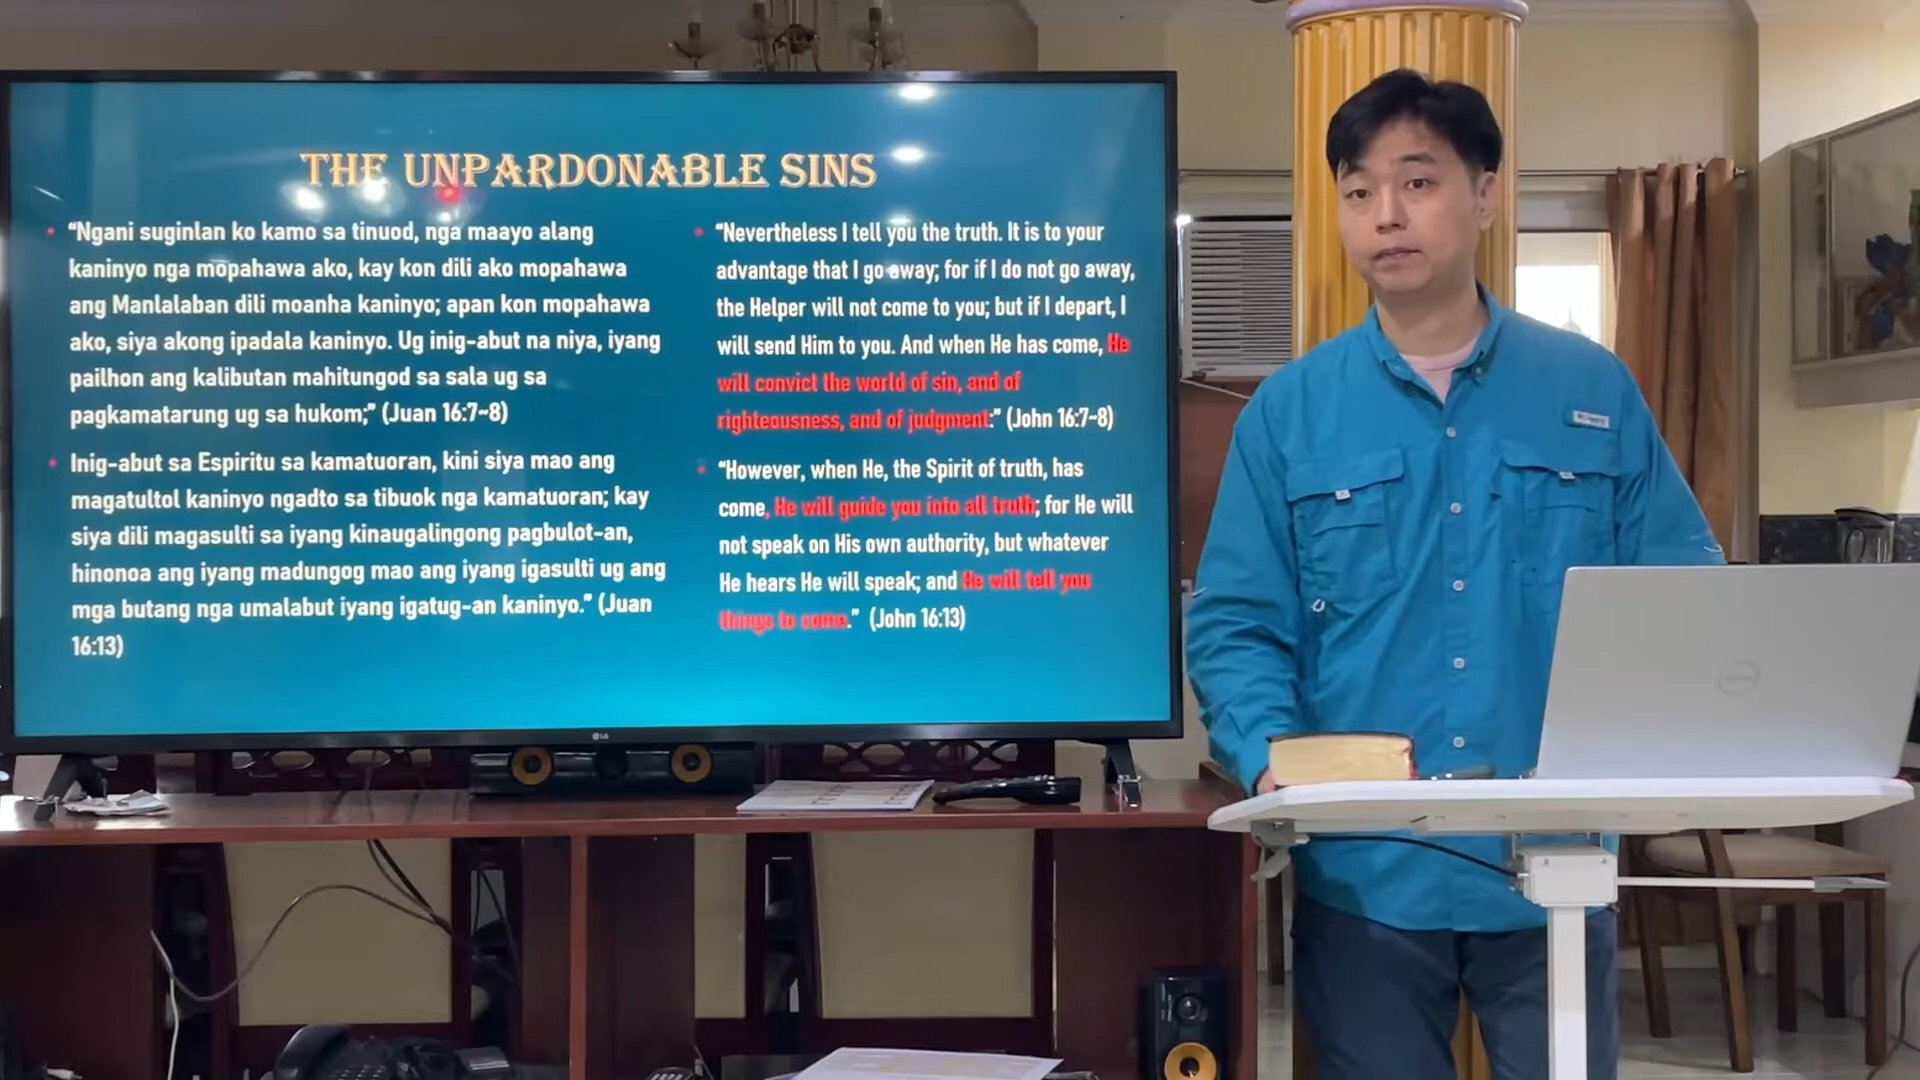 THE UNPARDONABLE SINS
• “Ngani suginlan ko kamo sa tinuod, nga maayo alang
kaninyo nga mopahawa ako, kay kon dili ako mopahawa
ang Manlalaban dili moanha kaninyo; apan kon mopahawa
ako, siya akong ipadala kaninyo. Ug inig-abut na niya, iyang
pailhon ang kalibutan mahitungod sa sala ug sa
pagkamatarung ug sa hukom;” (Juan 16:7~8)
• Inig-abut sa Espiritu sa kamatuoran, kini siya mao ang
magatultol kaninyo ngadto sa tibuok nga kamatuoran; kay
siya dili magasulti sa iyang kinaugalingong pagbulot-an,
hinonoa ang iyang madungog mao ang iyang igasulti ug ang
mga butang nga umalabut iyang igatug-an kaninyo.” (Juan
16:13)
• “Nevertheless I tell you the truth. It is to your
advantage that I go away; for if I do not go away,
the Helper will not come to you; but if I depart, I
will send Him to you. And when He has come, He
will convict the world of sin, and of
righteousness, and of judgment:” (John 16:7~8)
• “However, when He, the Spirit of truth, has
come, He will guide you into all truth; for He will
not speak on His own authority, but whatever
He hears He will speak; and He will tell you
things to come.” (John 16:13)
LG
DELL